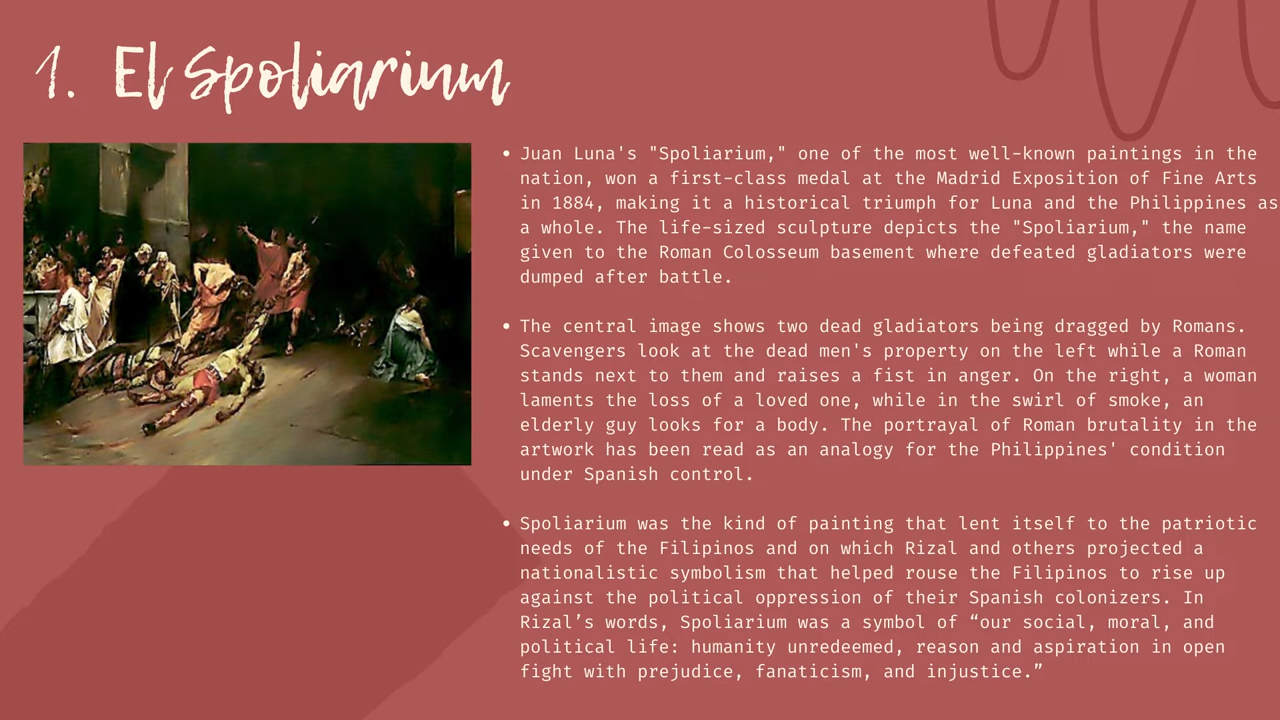 1. El Spoliarium
• Juan Luna's "Spoliarium," one of the most well-known paintings in the
nation, won a first-class medal at the Madrid Exposition of Fine Arts
in 1884, making it a historical triumph for Luna and the Philippines as
a whole. The life-sized sculpture depicts the "Spoliarium," the name
given to the Roman Colosseum basement where defeated gladiators were
dumped after battle.
• The central image shows two dead gladiators being dragged by Romans.
Scavengers look at the dead men's property on the left while a Roman
stands next to them and raises a fist in anger. On the right, a woman
laments the loss of a loved one, while in the swirl of smoke, an
elderly guy looks for a body. The portrayal of Roman brutality in the
artwork has been read as an analogy for the Philippines' condition
under Spanish control.
• Spoliarium was the kind of painting that lent itself to the patriotic
needs of the Filipinos and on which Rizal and others projected a
nationalistic symbolism that helped rouse the Filipinos to rise up
against the political oppression of their Spanish colonizers. In
Rizal’s words, Spoliarium was a symbol of “our social, moral, and
political life: humanity unredeemed, reason and aspiration in open
fight with prejudice, fanaticism, and injustice.”